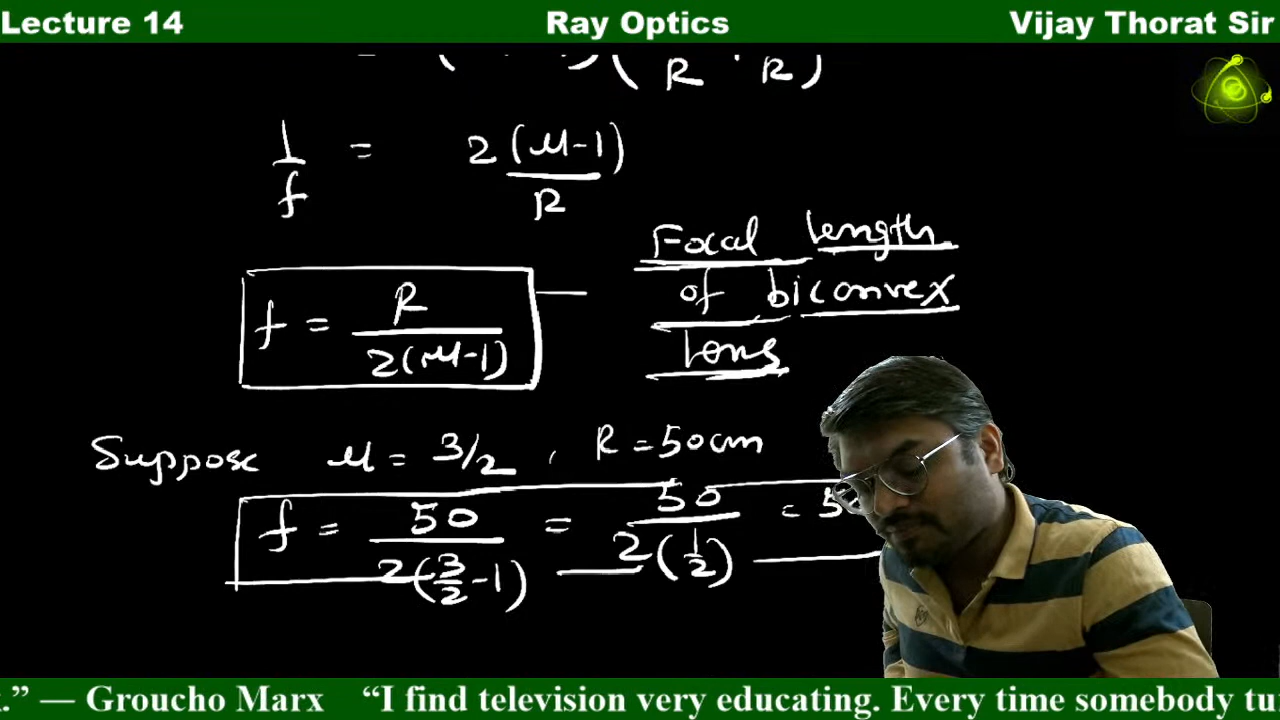 Lecture 14 Ray Optics Vijay Thorat Sir
= ( ) ( R + R )
1/f = 2(μ-1)/R
f = R/2(μ-1)
Focal length
of biconvex
lens
Suppose μ = 3/2 , R = 50cm
f = 50/2(3/2-1) = 50/2(1/2) = 5
.” — Groucho Marx “I find television very educating. Every time somebody tu